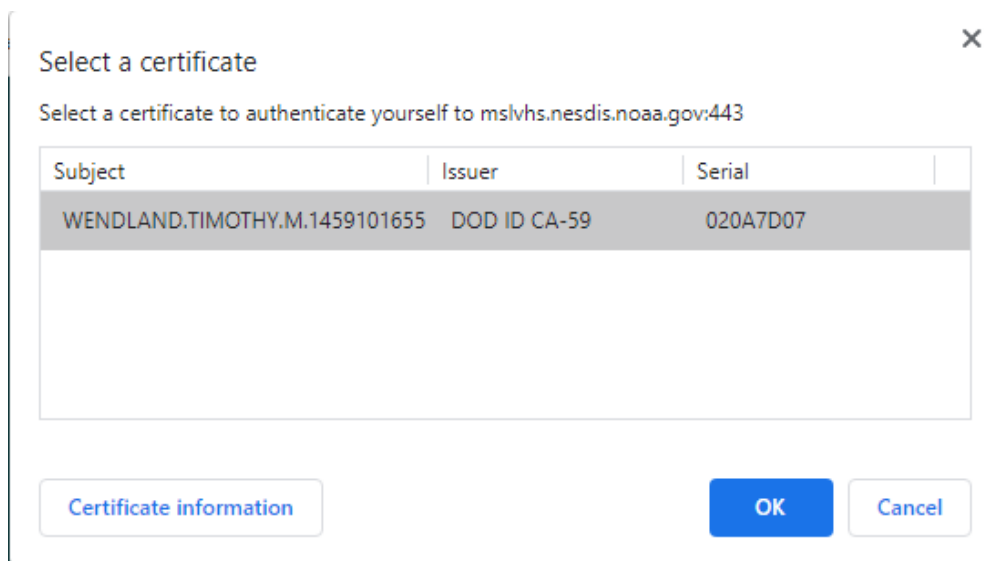 Select a certificate
Select a certificate to authenticate yourself to mslvhs.nesdis.noaa.gov:443
Subject Issuer Serial
WENDLAND.TIMOTHY.M.1459101655 DOD ID CA-59 020A7D07
Certificate information OK Cancel